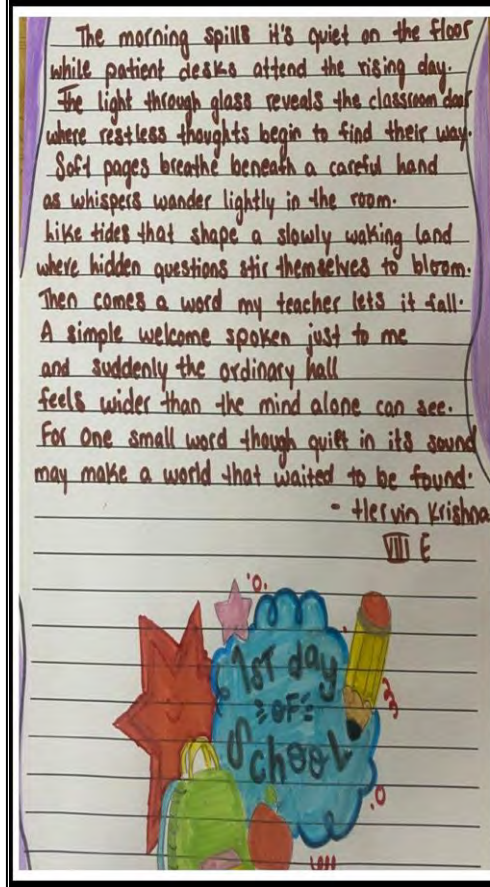 The morning spills it's quiet on the floor
while patient desks attend the rising day.
The light through glass reveals the classroom door
where restless thoughts begin to find their way.
Soft pages breathe beneath a careful hand
as whispers wander lightly in the room.
Like tides that shape a slowly waking land
where hidden questions stir themselves to bloom.
Then comes a word my teacher lets it fall.
A simple welcome spoken just to me
and suddenly the ordinary hall
feels wider than the mind alone can see.
For one small word though quiet in its sound
may make a world that waited to be found.
- Hervin Krishna
VIII E
1ST day
OF
School